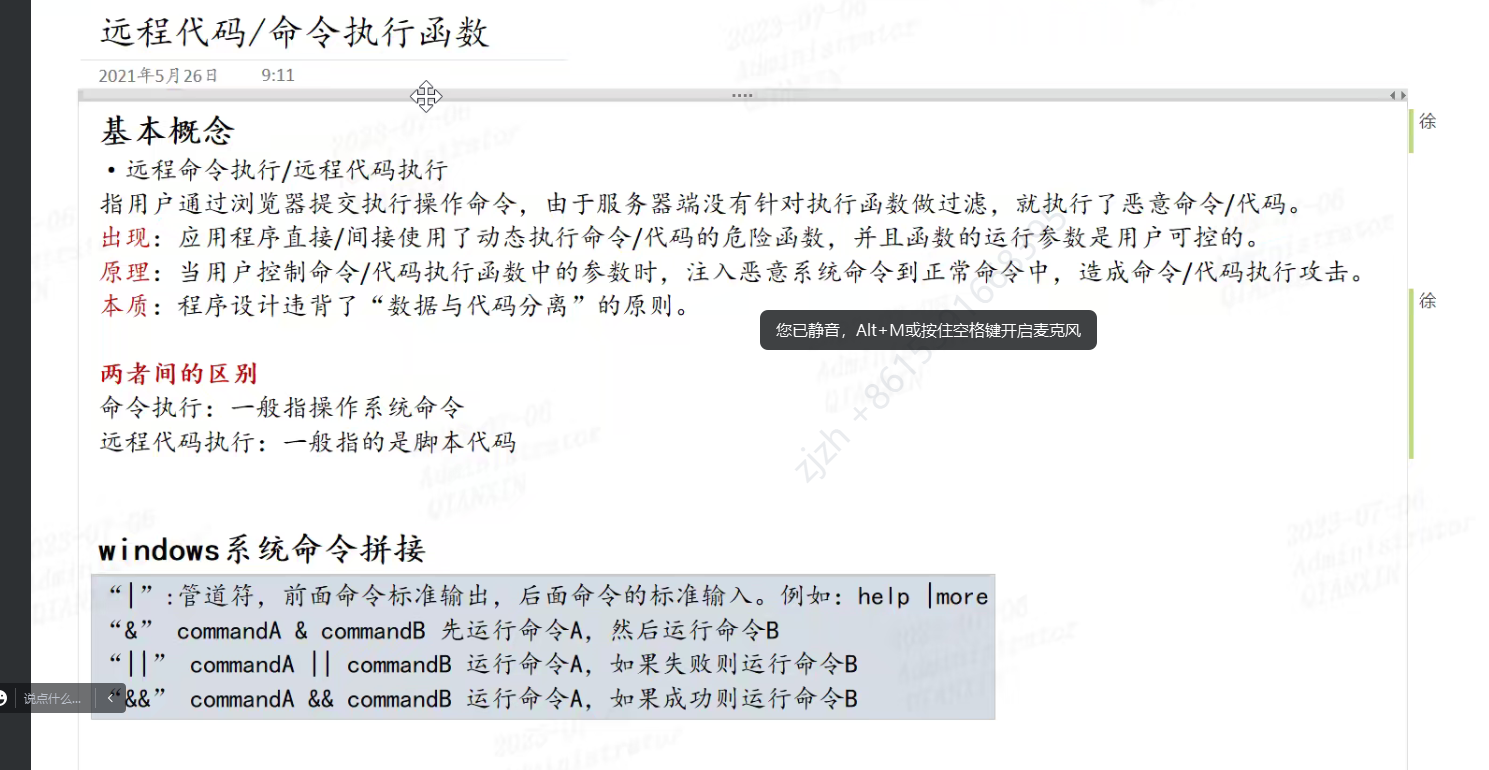 远程代码/命令执行函数
2021年5月26日 9:11
基本概念
徐
•远程命令执行/远程代码执行
指用户通过浏览器提交执行操作命令，由于服务器端没有针对执行函数做过滤，就执行了恶意命令/代码。
出现：应用程序直接/间接使用了动态执行命令/代码的危险函数，并且函数的运行参数是用户可控的。
原理：当用户控制命令/代码执行函数中的参数时，注入恶意系统命令到正常命令中，造成命令/代码执行攻击。
徐
本质：程序设计违背了“数据与代码分离”的原则。
您已静音，Alt+M或按住空格键开启麦克风
两者间的区别
命令执行：一般指操作系统命令
远程代码执行：一般指的是脚本代码
windows系统命令拼接
“|”:管道符，前面命令标准输出，后面命令的标准输入。例如：help |more
“&” commandA & commandB 先运行命令A，然后运行命令B
“||” commandA || commandB 运行命令A，如果失败则运行命令B
“&&” commandA && commandB 运行命令A，如果成功则运行命令B
说点什么...
2023-07-06
Administrator
QIANXIN